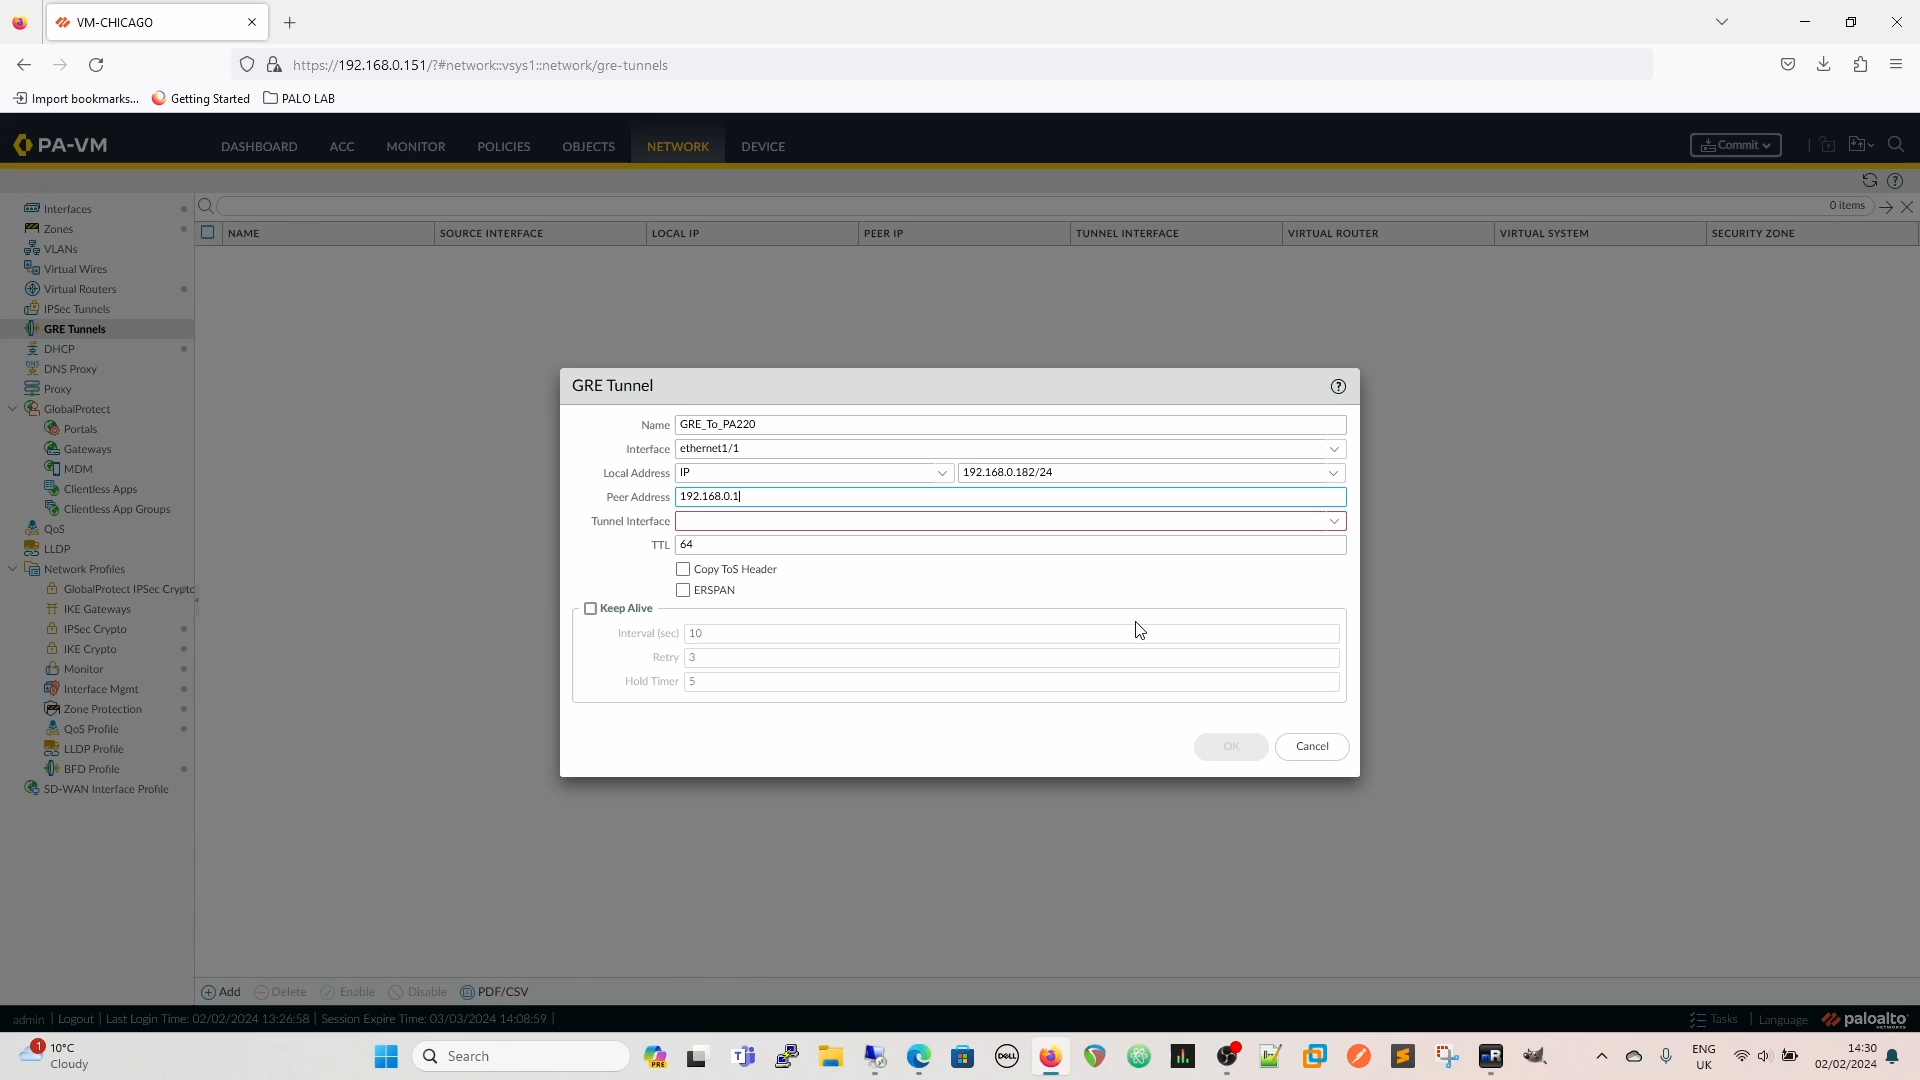 VM-CHICAGO
https://192.168.0.151/?#network::vsys1::network/gre-tunnels
Import bookmarks... Getting Started PALO LAB
PA-VM DASHBOARD ACC MONITOR POLICIES OBJECTS NETWORK DEVICE Commit
0 items
NAME SOURCE INTERFACE LOCAL IP PEER IP TUNNEL INTERFACE VIRTUAL ROUTER VIRTUAL SYSTEM SECURITY ZONE
Interfaces
Zones
VLANs
Virtual Wires
Virtual Routers
IPSec Tunnels
GRE Tunnels
DHCP
DNS Proxy
Proxy
GlobalProtect
Portals
Gateways
MDM
Clientless Apps
Clientless App Groups
QoS
LLDP
Network Profiles
GlobalProtect IPSec Crypto
IKE Gateways
IPSec Crypto
IKE Crypto
Monitor
Interface Mgmt
Zone Protection
QoS Profile
LLDP Profile
BFD Profile
SD-WAN Interface Profile
GRE Tunnel
Name GRE_To_PA220
Interface ethernet1/1
Local Address IP 192.168.0.182/24
Peer Address 192.168.0.1
Tunnel Interface
TTL 64
Copy ToS Header
ERSPAN
Keep Alive
Interval (sec) 10
Retry 3
Hold Timer 5
OK Cancel
Add Delete Enable Disable PDF/CSV
admin | Logout | Last Login Time: 02/02/2024 13:26:58 | Session Expire Time: 03/03/2024 14:08:59 | Tasks | Language paloalto NETWORKS
1 10°C
Cloudy
Search
PRE
DELL
ENG
UK
14:30
02/02/2024